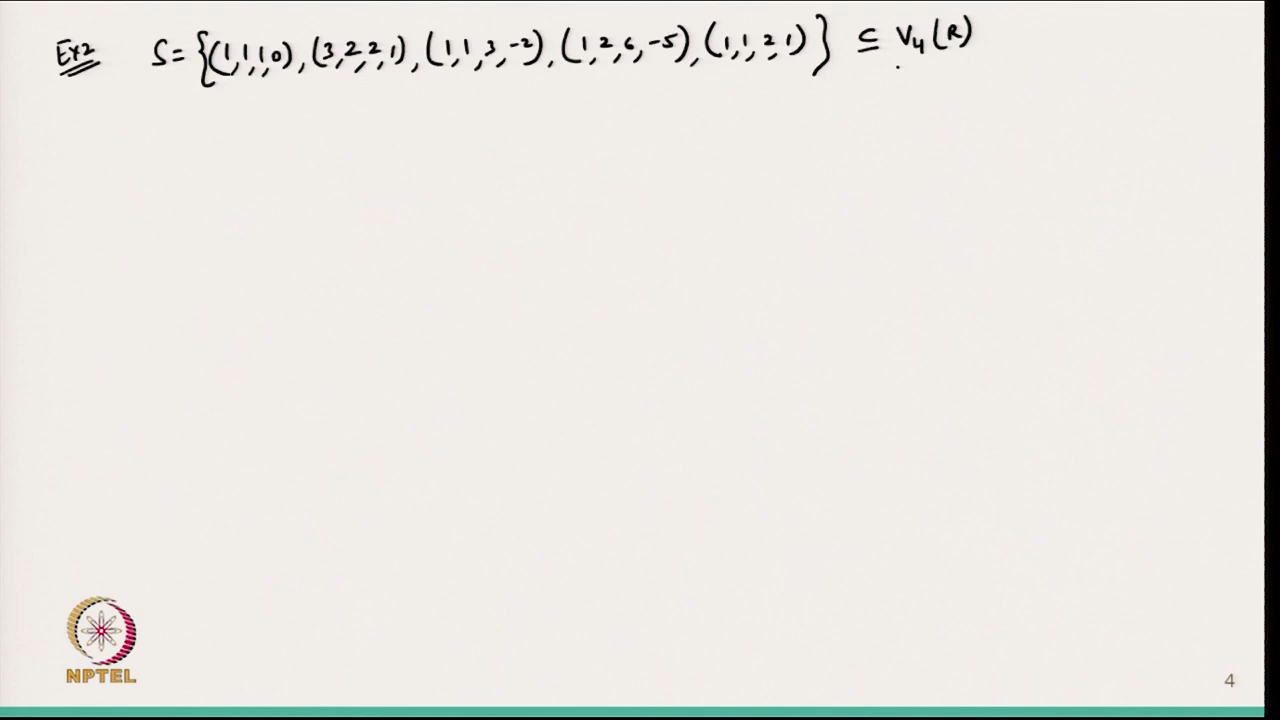 Ex2 S = {(1,1,1,0), (3,2,2,1), (1,1,3,-2), (1,2,6,-5), (1,1,2,1)} ⊆ V₄(R)
NPTEL
4